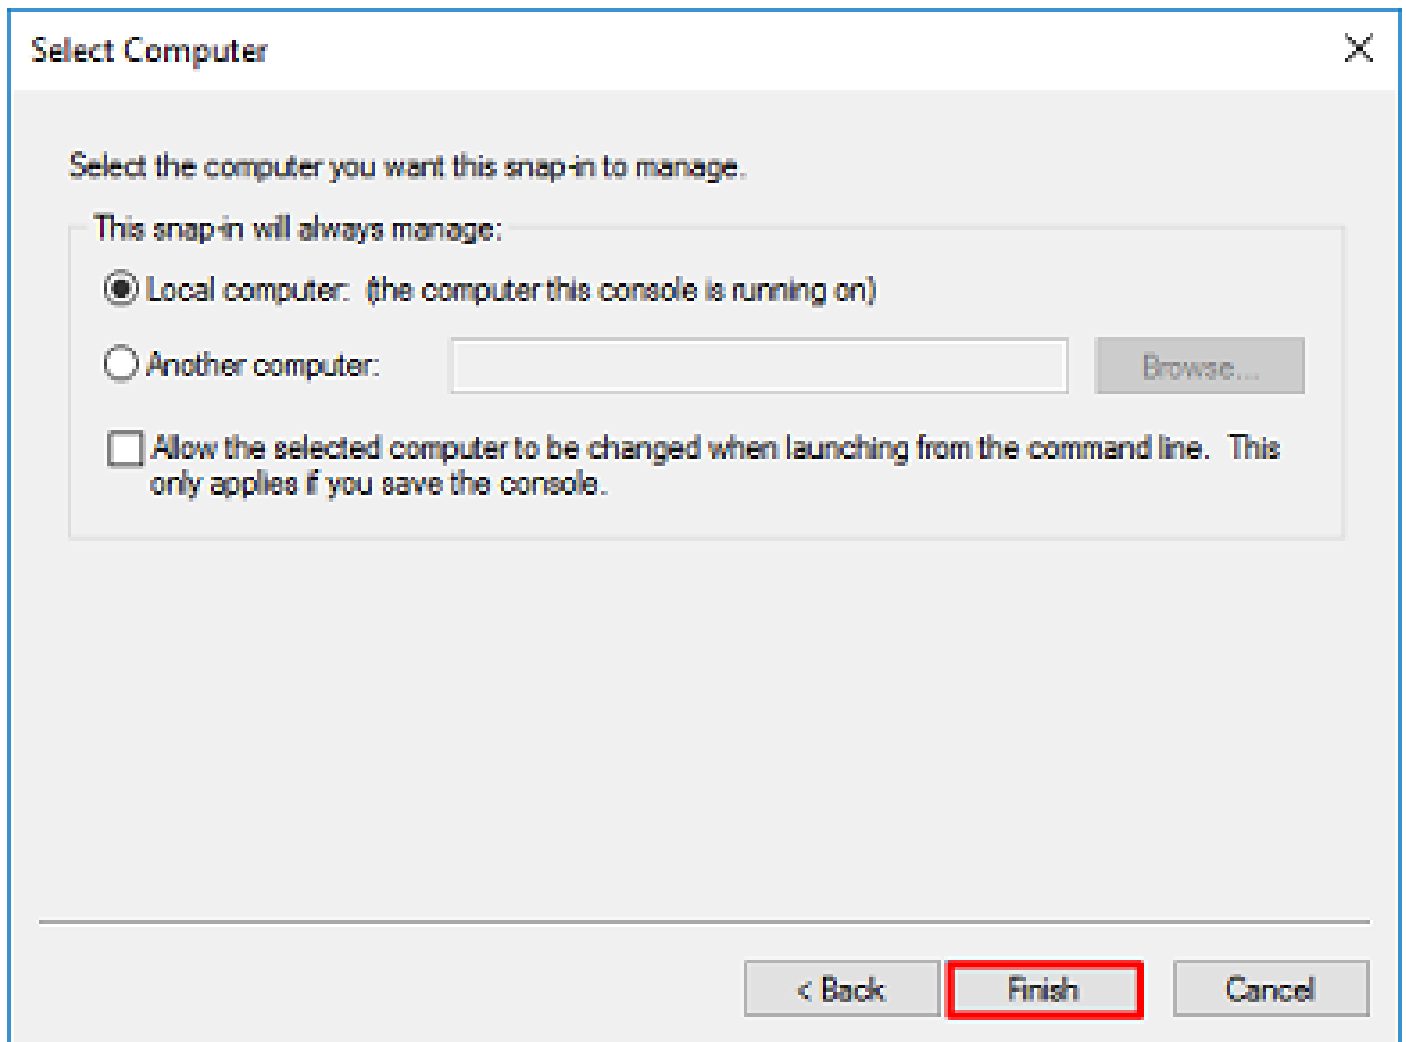 Select Computer
Select the computer you want this snap-in to manage.
This snap-in will always manage:
Local computer: (the computer this console is running on)
Another computer:
Browse...
Allow the selected computer to be changed when launching from the command line. This
only applies if you save the console.
< Back
Finish
Cancel